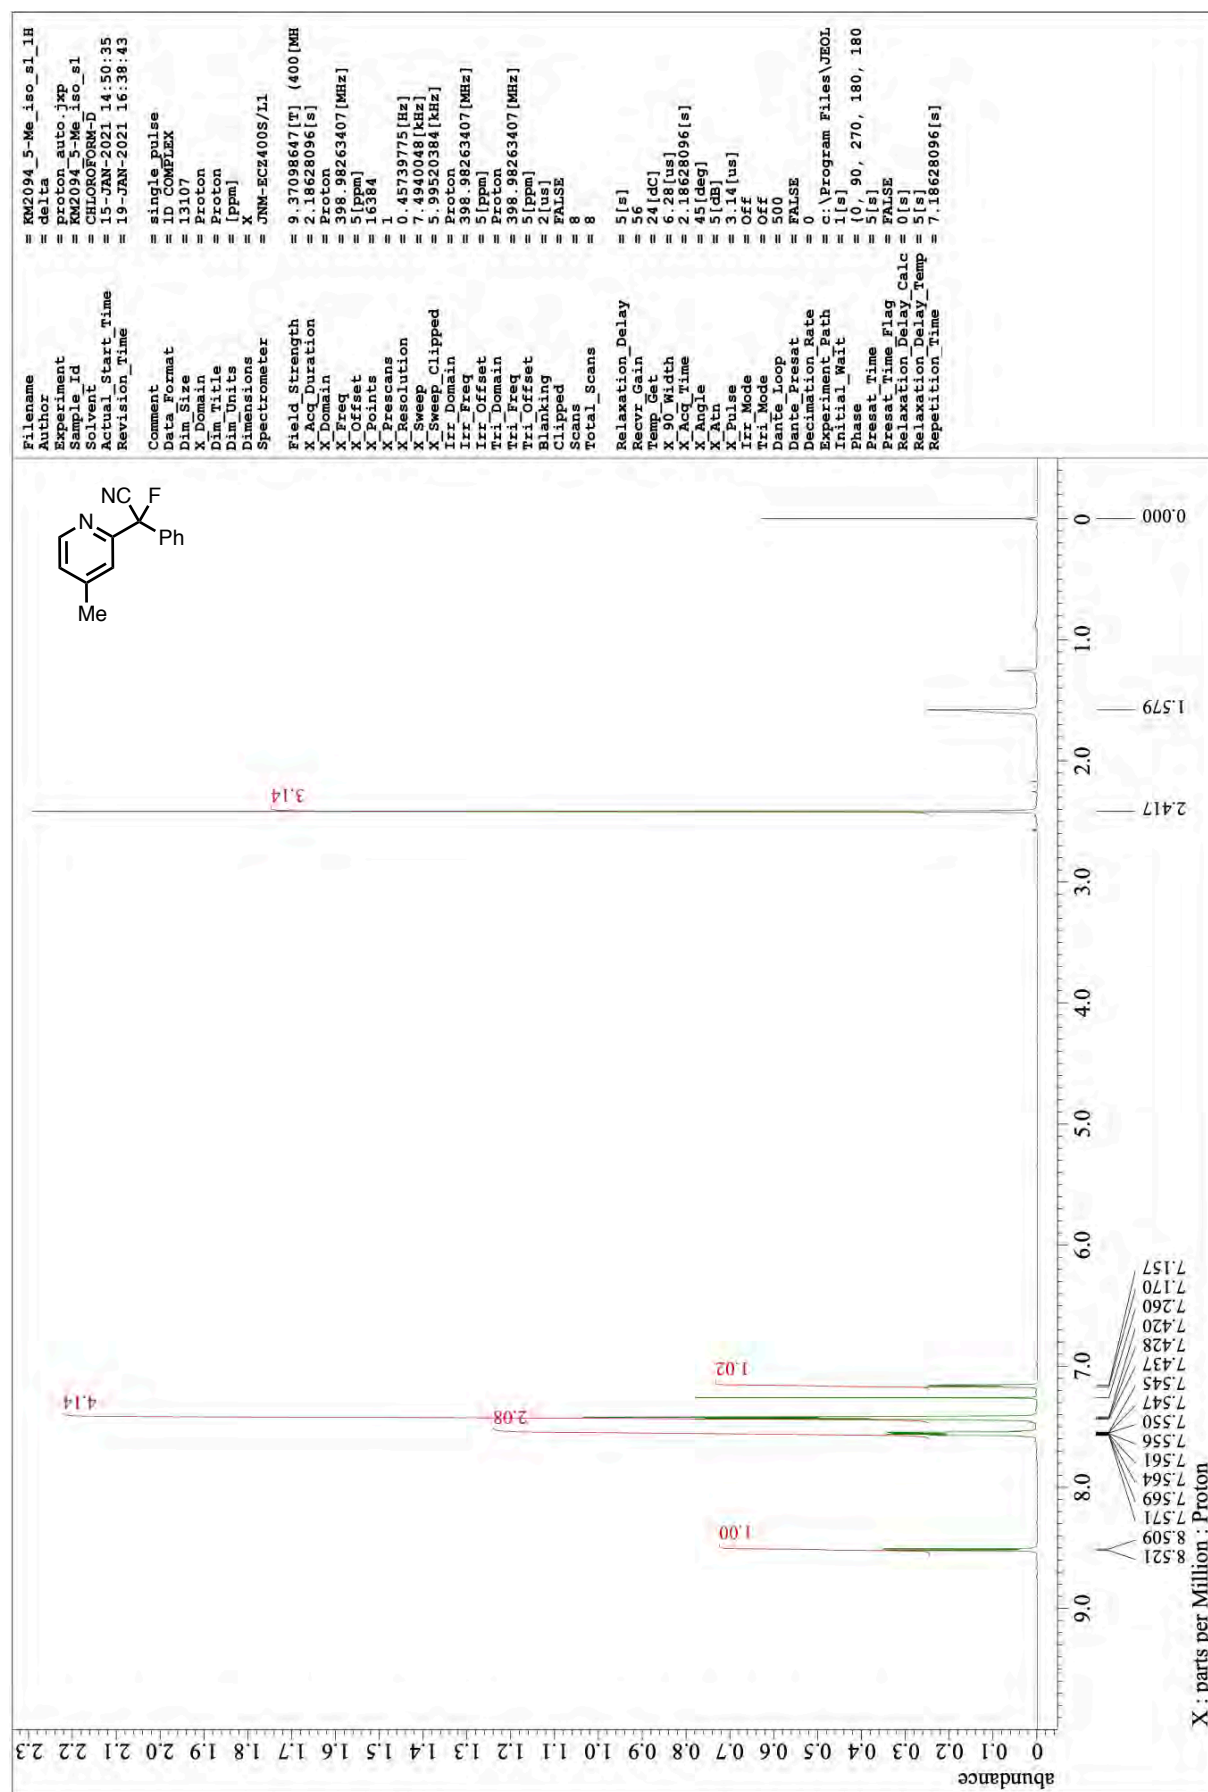 Filename = KM2094_5-Me_iso_s1_1H
Author = delta
Experiment = proton_auto.jxp
Sample_Id = KM2094_5-Me_iso_s1
Solvent = CHLOROFORM-D
Actual_Start_Time = 15-JAN-2021 14:50:35
Revision_Time = 19-JAN-2021 16:38:43
Comment = single_pulse
Data_Format = 1D COMPLEX
Dim_Size = 13107
X_Domain = Proton
Dim_Title = Proton
Dim_Units = [ppm]
Dimensions = X
Spectrometer = JNM-ECZ400S/L1
Field_Strength = 9.37098647[T] (400[MH
X_Acq_Duration = 2.18628096[s]
X_Domain = Proton
X_Freq = 398.98263407[MHz]
X_Offset = 5[ppm]
X_Points = 16384
X_Prescans = 1
X_Resolution = 0.45739775[Hz]
X_Sweep = 7.4940048[kHz]
X_Sweep_Clipped = 5.99520384[kHz]
Irr_Domain = Proton
Irr_Freq = 398.98263407[MHz]
Irr_Offset = 5[ppm]
Tri_Domain = Proton
Tri_Freq = 398.98263407[MHz]
Tri_Offset = 5[ppm]
Blanking = 2[us]
Clipped = FALSE
Scans = 8
Total_Scans = 8
Relaxation_Delay = 5[s]
Recvr_Gain = 56
Temp_Get = 24[dC]
X_90_Width = 6.28[us]
X_Acq_Time = 2.18628096[s]
X_Angle = 45[deg]
X_Atn = 5[dB]
X_Pulse = 3.14[us]
Irr_Mode = Off
Tri_Mode = Off
Dante_Loop = 500
Dante_Presat = FALSE
Decimation_Rate = 0
Experiment_Path = c:\Program Files\JEOL
Initial_Wait = 1[s]
Phase = {0, 90, 270, 180, 180
Presat_Time = 5[s]
Presat_Time_Flag = FALSE
Relaxation_Delay_Calc = 0[s]
Relaxation_Delay_Temp = 5[s]
Repetition_Time = 7.18628096[s]
NC F
N
Ph
Me
3.14
1.02
4.14
2.08
1.00
0
1.0
2.0
3.0
4.0
5.0
6.0
7.0
8.0
9.0
0.000
1.579
2.417
7.157
7.170
7.260
7.420
7.428
7.437
7.545
7.547
7.550
7.556
7.561
7.564
7.569
7.571
8.509
8.521
X : parts per Million : Proton
2.3 2.2 2.1 2.0 1.9 1.8 1.7 1.6 1.5 1.4 1.3 1.2 1.1 1.0 0.9 0.8 0.7 0.6 0.5 0.4 0.3 0.2 0.1 0
abundance